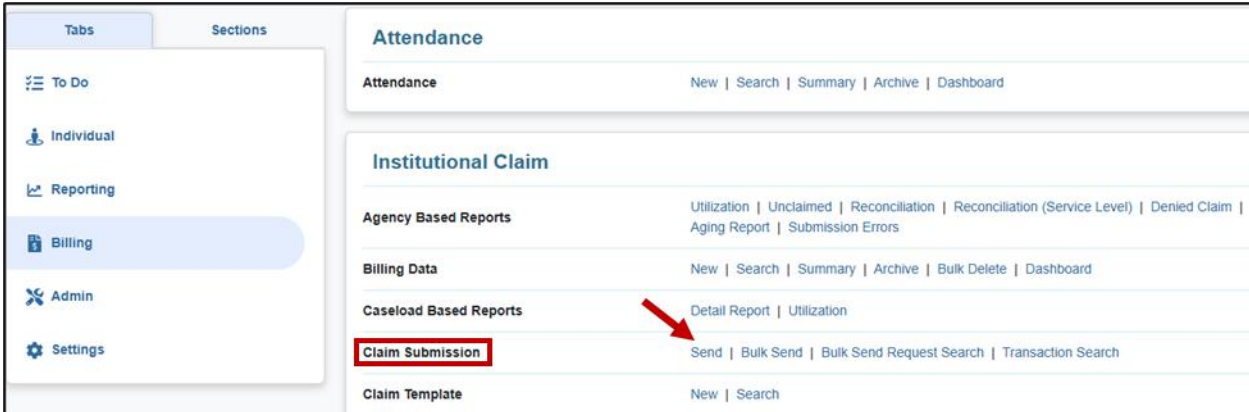 Tabs Sections
To Do
Individual
Reporting
Billing
Admin
Settings
Attendance
Attendance New | Search | Summary | Archive | Dashboard
Institutional Claim
Agency Based Reports Utilization | Unclaimed | Reconciliation | Reconciliation (Service Level) | Denied Claim |
Aging Report | Submission Errors
Billing Data New | Search | Summary | Archive | Bulk Delete | Dashboard
Caseload Based Reports Detail Report | Utilization
Claim Submission Send | Bulk Send | Bulk Send Request Search | Transaction Search
Claim Template New | Search